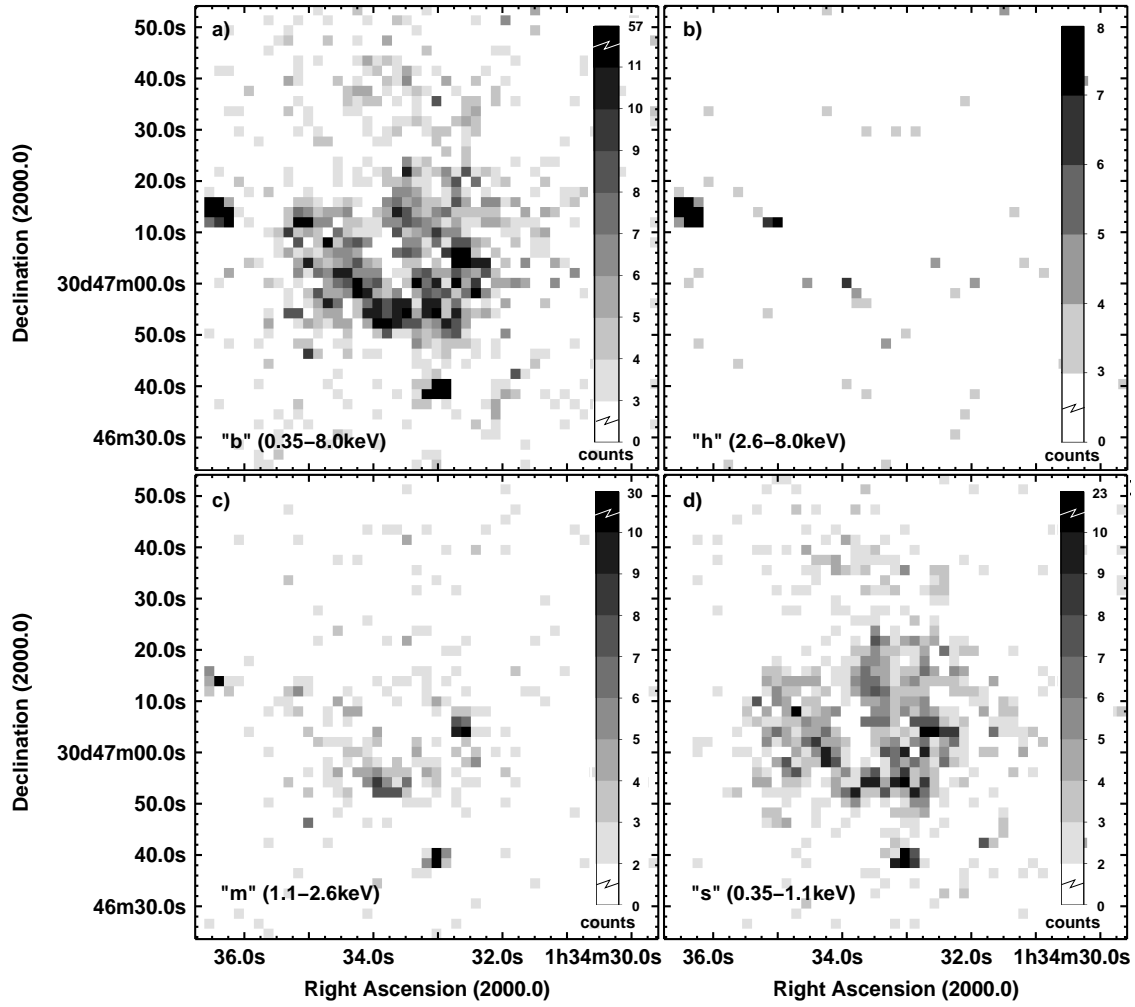 a)
50.0s
40.0s
30.0s
20.0s
10.0s
30d47m00.0s
50.0s
40.0s
46m30.0s
Declination (2000.0)
57
11
10
9
8
7
6
5
4
3
0
counts
"b" (0.35−8.0keV)
b)
8
7
6
5
4
3
0
counts
"h" (2.6−8.0keV)
c)
50.0s
40.0s
30.0s
20.0s
10.0s
30d47m00.0s
50.0s
40.0s
46m30.0s
Declination (2000.0)
30
10
9
8
7
6
5
4
3
2
0
counts
"m" (1.1−2.6keV)
d)
23
10
9
8
7
6
5
4
3
2
0
counts
"s" (0.35−1.1keV)
36.0s 34.0s 32.0s 1h34m30.0s
36.0s 34.0s 32.0s 1h34m30.0s
Right Ascension (2000.0) Right Ascension (2000.0)